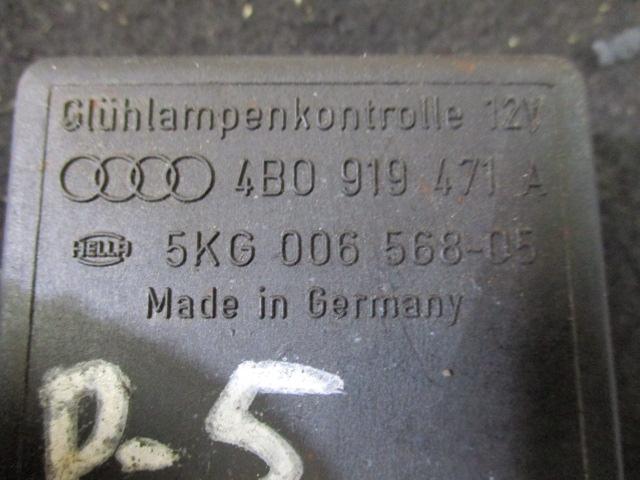 Glühlampenkontrolle 12V
4B0 919 471 A
HELLA 5KG 006 568-05
Made in Germany
P-5